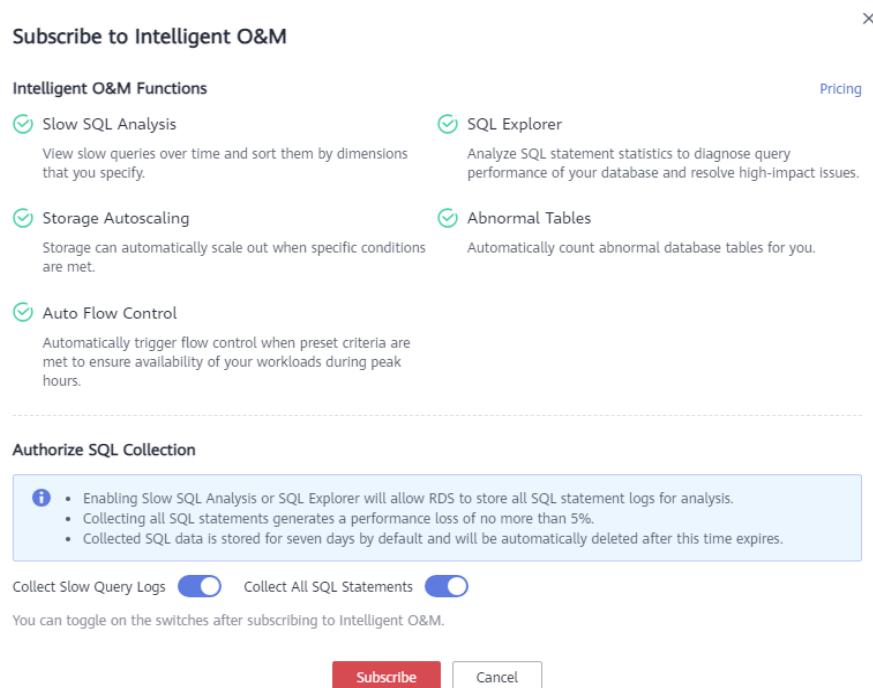 Subscribe to Intelligent O&M
Intelligent O&M Functions
Pricing
Slow SQL Analysis
View slow queries over time and sort them by dimensions
that you specify.
SQL Explorer
Analyze SQL statement statistics to diagnose query
performance of your database and resolve high-impact issues.
Storage Autoscaling
Storage can automatically scale out when specific conditions
are met.
Abnormal Tables
Automatically count abnormal database tables for you.
Auto Flow Control
Automatically trigger flow control when preset criteria are
met to ensure availability of your workloads during peak
hours.
Authorize SQL Collection
• Enabling Slow SQL Analysis or SQL Explorer will allow RDS to store all SQL statement logs for analysis.
• Collecting all SQL statements generates a performance loss of no more than 5%.
• Collected SQL data is stored for seven days by default and will be automatically deleted after this time expires.
Collect Slow Query Logs
Collect All SQL Statements
You can toggle on the switches after subscribing to Intelligent O&M.
Subscribe
Cancel